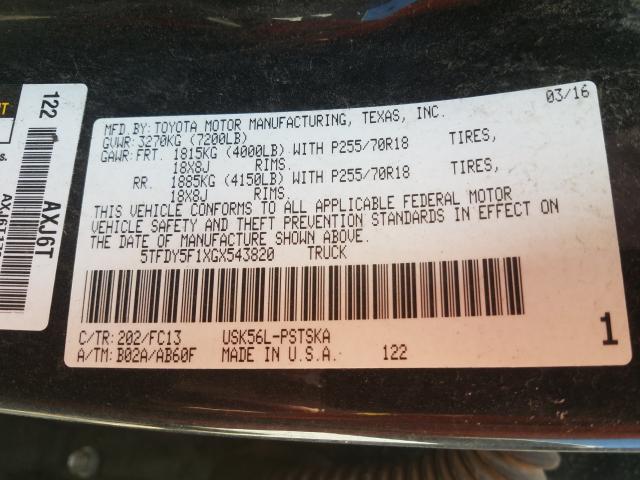 MFD.BY:TOYOTA MOTOR MANUFACTURING, TEXAS, INC. 03/16
GVWR:3270KG (7200LB)
GAWR:FRT. 1815KG (4000LB) WITH P255/70R18 TIRES,
18X8J RIMS.
RR. 1885KG (4150LB) WITH P255/70R18 TIRES,
18X8J RIMS.
THIS VEHICLE CONFORMS TO ALL APPLICABLE FEDERAL MOTOR
VEHICLE SAFETY AND THEFT PREVENTION STANDARDS IN EFFECT ON
THE DATE OF MANUFACTURE SHOWN ABOVE.
5TFDY5F1XGX543820 TRUCK
C/TR:202/FC13 USK56L-PSTSKA
A/TM:B02A/AB60F MADE IN U.S.A. 122
1
122
AXJ6T